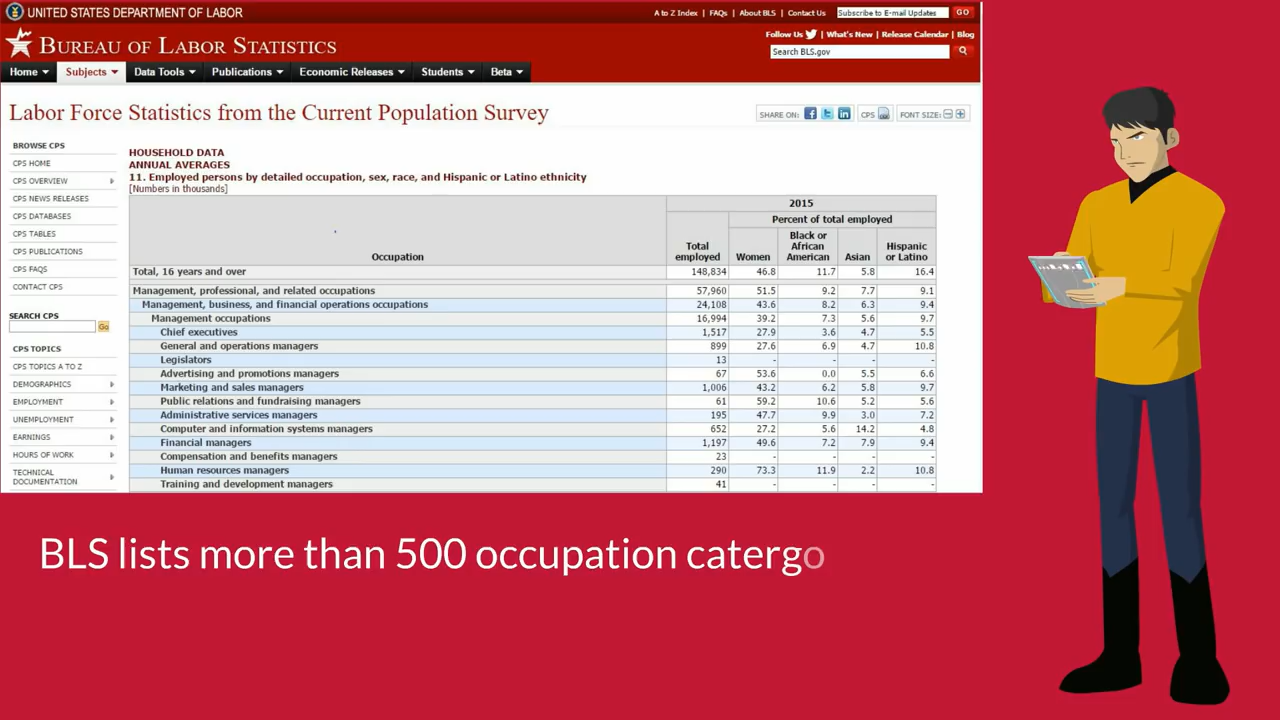 UNITED STATES DEPARTMENT OF LABOR
A to Z Index | FAQs | About BLS | Contact Us Subscribe to E-mail Updates GO
BUREAU OF LABOR STATISTICS
Follow Us | What's New | Release Calendar | Blog
Search BLS.gov
Home Subjects Data Tools Publications Economic Releases Students Beta
Labor Force Statistics from the Current Population Survey
SHARE ON: CPS FONT SIZE:
BROWSE CPS
CPS HOME
CPS OVERVIEW
CPS NEWS RELEASES
CPS DATABASES
CPS TABLES
CPS PUBLICATIONS
CPS FAQS
CONTACT CPS
SEARCH CPS
Go
CPS TOPICS
CPS TOPICS A TO Z
DEMOGRAPHICS
EMPLOYMENT
UNEMPLOYMENT
EARNINGS
HOURS OF WORK
TECHNICAL
DOCUMENTATION
HOUSEHOLD DATA
ANNUAL AVERAGES
11. Employed persons by detailed occupation, sex, race, and Hispanic or Latino ethnicity
[Numbers in thousands]
2015
Percent of total employed
Occupation
Total employed
Women
Black or African American
Asian
Hispanic or Latino
Total, 16 years and over 148,834 46.8 11.7 5.8 16.4
Management, professional, and related occupations 57,960 51.5 9.2 7.7 9.1
Management, business, and financial operations occupations 24,108 43.6 8.2 6.3 9.4
Management occupations 16,994 39.2 7.3 5.6 9.7
Chief executives 1,517 27.9 3.6 4.7 5.5
General and operations managers 899 27.6 6.9 4.7 10.8
Legislators 13 - - - -
Advertising and promotions managers 67 53.6 0.0 5.5 6.6
Marketing and sales managers 1,006 43.2 6.2 5.8 9.7
Public relations and fundraising managers 61 59.2 10.6 5.2 5.6
Administrative services managers 195 47.7 9.9 3.0 7.2
Computer and information systems managers 652 27.2 5.6 14.2 4.8
Financial managers 1,197 49.6 7.2 7.9 9.4
Compensation and benefits managers 23 - - - -
Human resources managers 290 73.3 11.9 2.2 10.8
Training and development managers 41 - - - -
BLS lists more than 500 occupation catergo